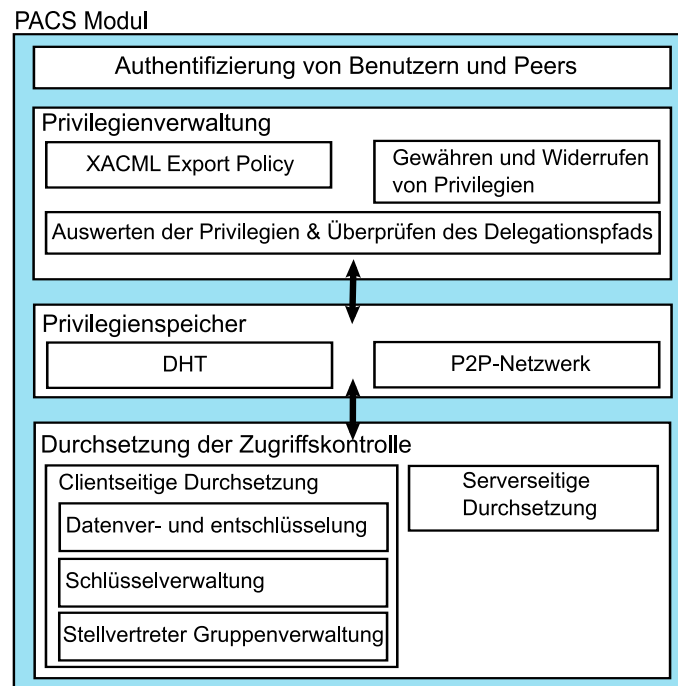 PACS Modul
Authentifizierung von Benutzern und Peers
Privilegienverwaltung
XACML Export Policy
Gewähren und Widerrufen
von Privilegien
Auswerten der Privilegien & Überprüfen des Delegationspfads
Privilegienspeicher
DHT
P2P-Netzwerk
Durchsetzung der Zugriffskontrolle
Clientseitige Durchsetzung
Datenver- und entschlüsselung
Schlüsselverwaltung
Stellvertreter Gruppenverwaltung
Serverseitige
Durchsetzung